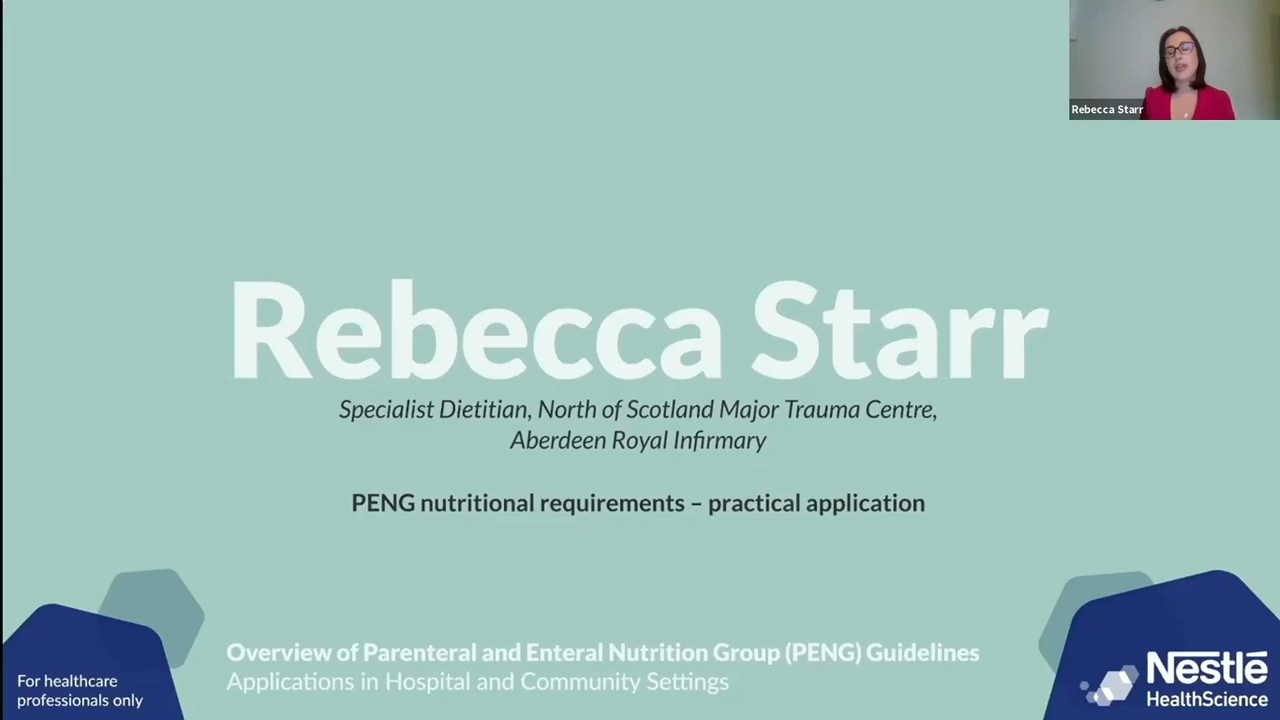 Rebecca Starr
Rebecca Starr
Specialist Dietitian, North of Scotland Major Trauma Centre,
Aberdeen Royal Infirmary
PENG nutritional requirements – practical application
Overview of Parenteral and Enteral Nutrition Group (PENG) Guidelines
Applications in Hospital and Community Settings
For healthcare
professionals only
Nestlé
HealthScience